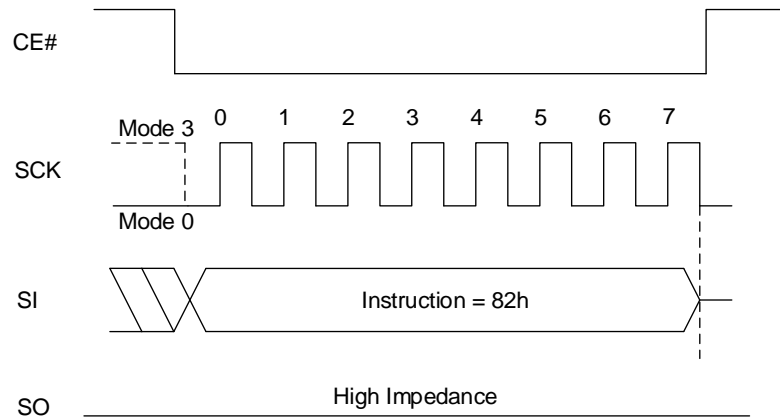 CE#
0 1 2 3 4 5 6 7
Mode 3
SCK
Mode 0
SI
Instruction = 82h
High Impedance
SO